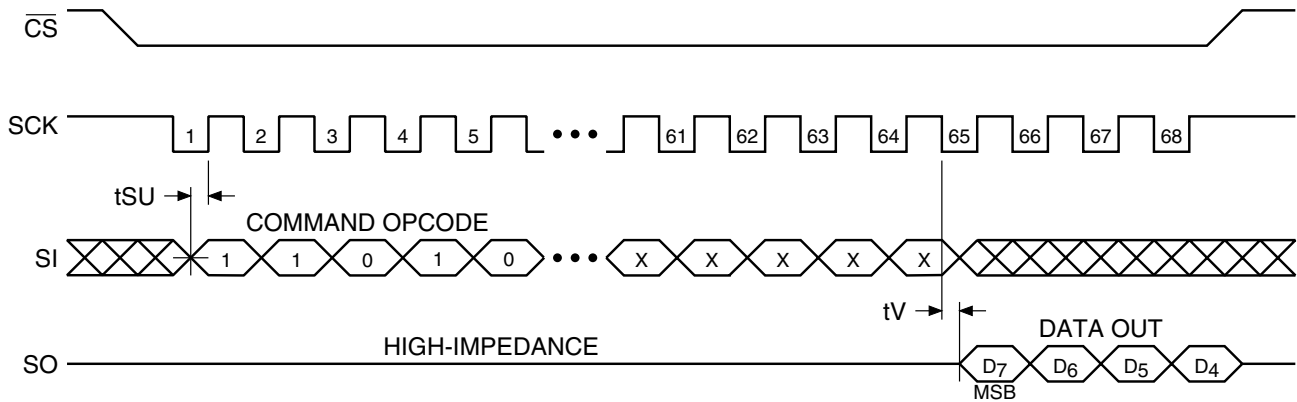 CS
SCK 1 2 3 4 5 ••• 61 62 63 64 65 66 67 68
tSU
COMMAND OPCODE
SI 1 1 0 1 0 ••• X X X X X
tV
DATA OUT
HIGH-IMPEDANCE
SO D7 D6 D5 D4
MSB